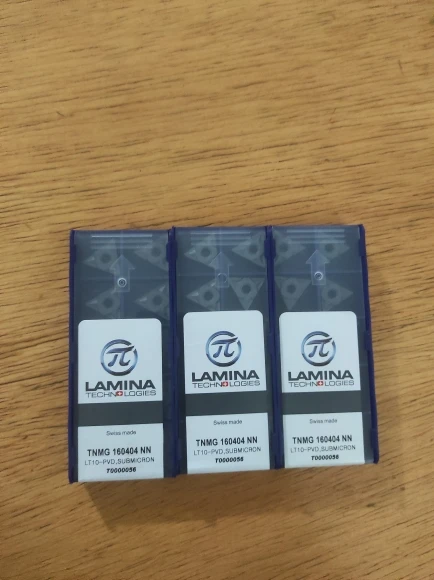 LAMINA
TECHNOLOGIES
Swiss made
TNMG 160404 NN
LT10-PVD,SUBMICRON
T0000056
LAMINA
TECHNOLOGIES
Swiss made
TNMG 160404 NN
LT10-PVD,SUBMICRON
T0000056
LAMINA
TECHNOLOGIES
Swiss made
TNMG 160404 NN
LT10-PVD,SUBMICRON
T0000056